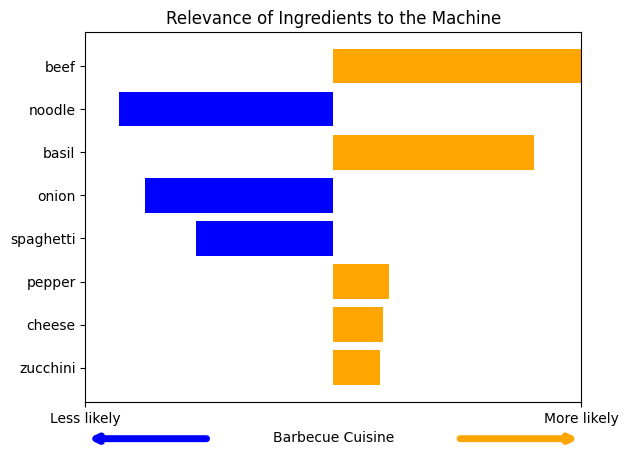 Relevance of Ingredients to the Machine
beef
noodle
basil
onion
spaghetti
pepper
cheese
zucchini
Less likely
More likely
Barbecue Cuisine